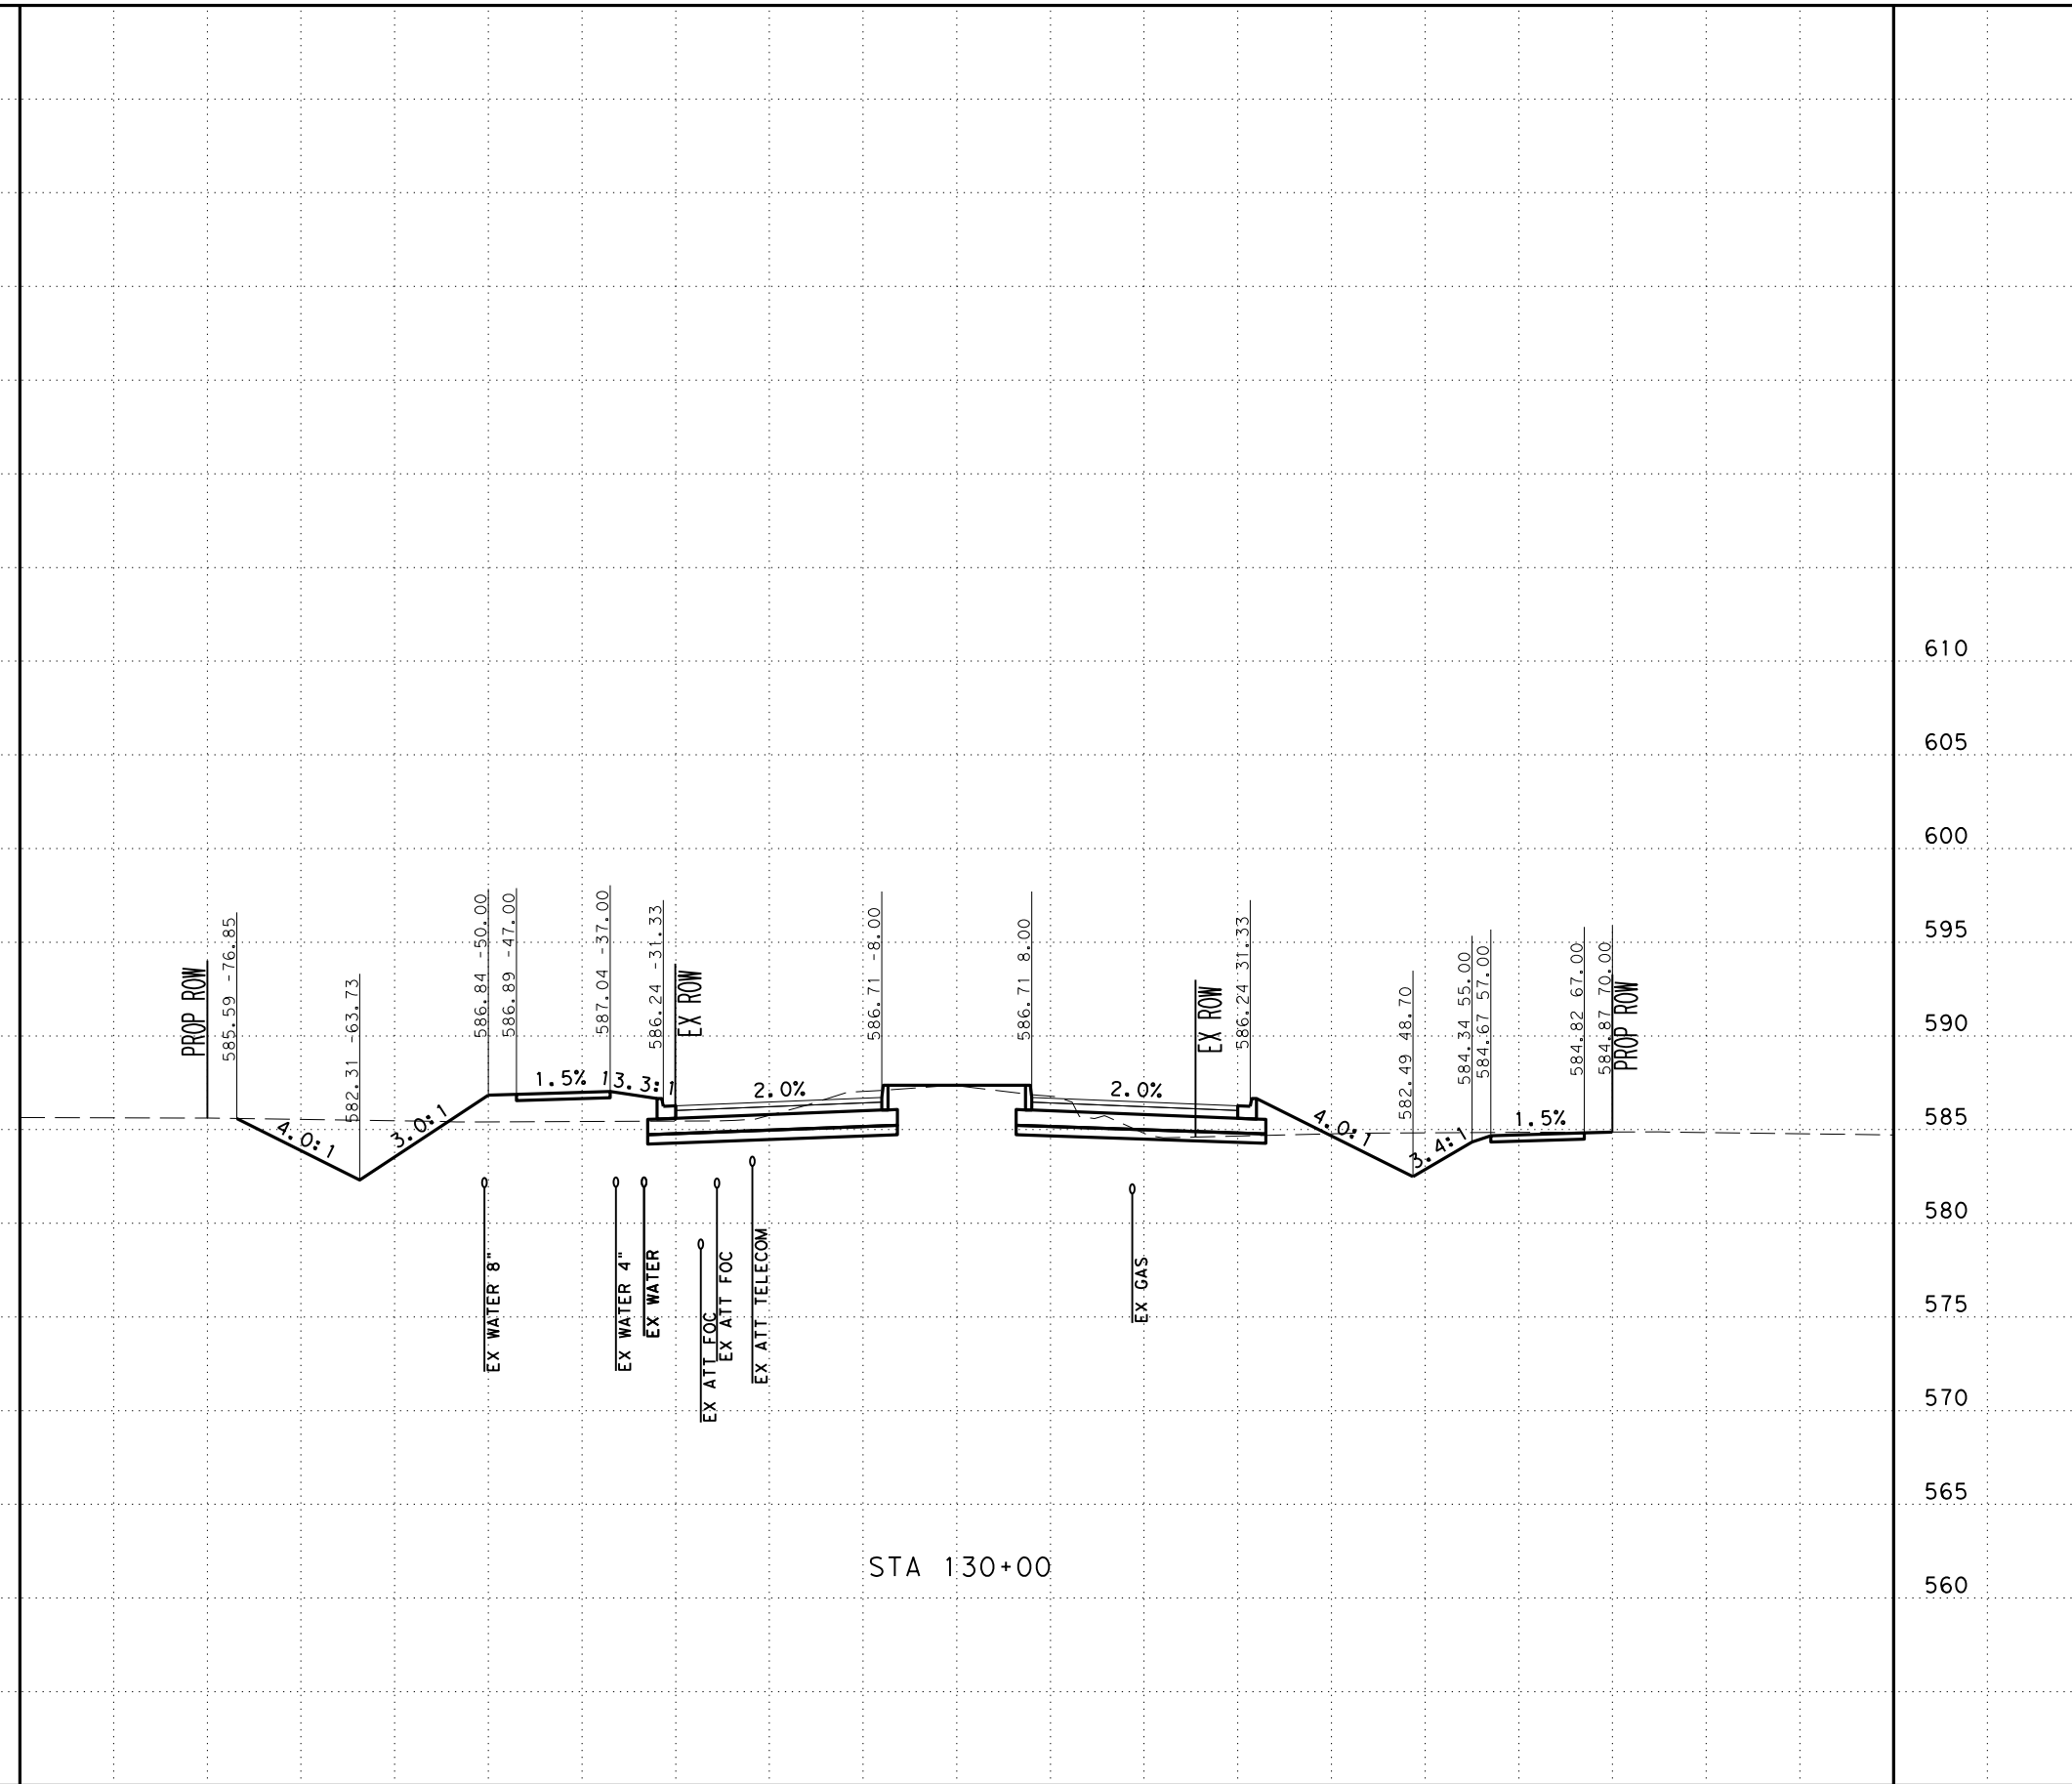 610
605
600
595
590
585
580
575
570
565
560
PROP ROW
585.59 -76.85
582.31 -63.73
586.84 -50.00
586.89 -47.00
587.04 -37.00
586.24 -31.33
EX ROW
586.71 -8.00
586.71 8.00
EX ROW
586.24 31.33
582.49 48.70
584.34 55.00
584.67 57.00
584.82 67.00
584.87 70.00
PROP ROW
4.0:1
3.0:1
1.5%
13.3:1
2.0%
2.0%
4.0:1
3.4:1
1.5%
EX WATER 8"
EX WATER 4"
EX WATER
EX ATT FOC
EX ATT FOC
EX ATT TELECOM
EX GAS
STA 130+00